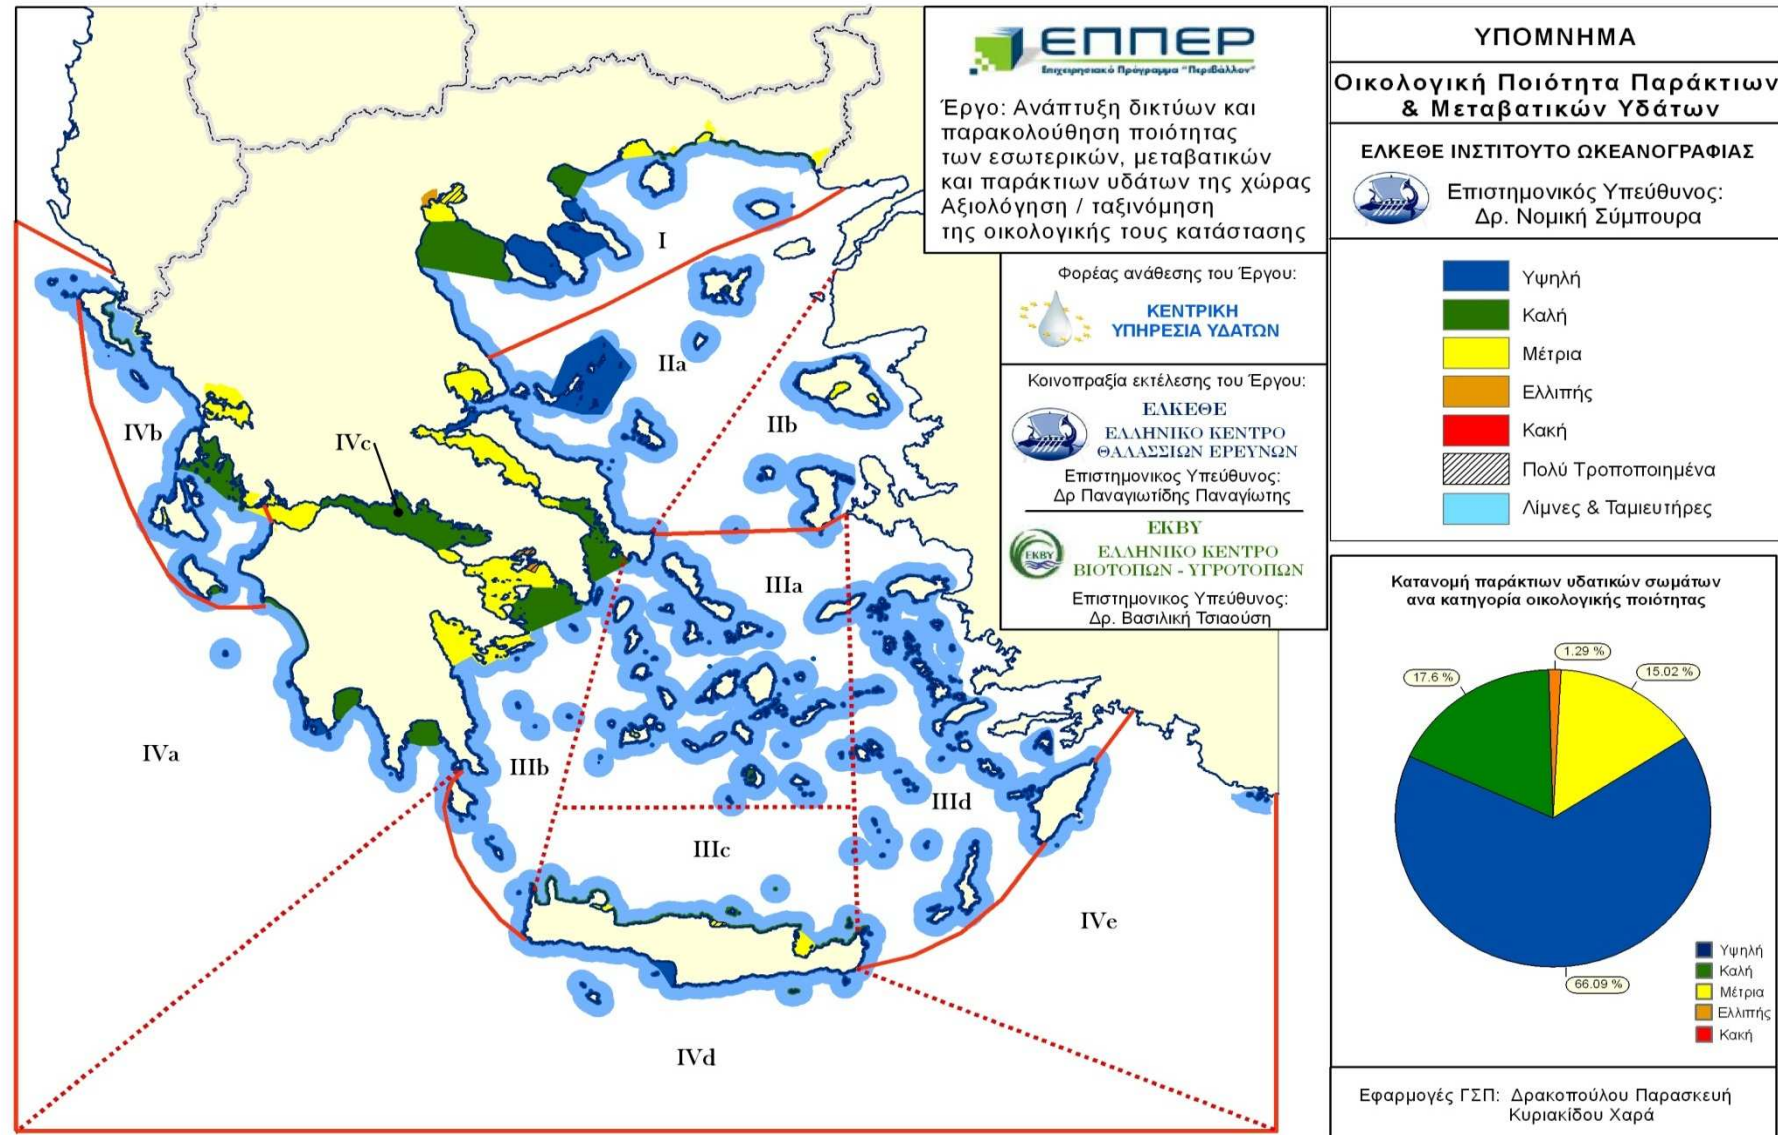 ΕΠΠΕΡ
Επιχειρησιακό Πρόγραμμα "Περιβάλλον"
Έργο: Ανάπτυξη δικτύων και
παρακολούθηση ποιότητας
των εσωτερικών, μεταβατικών
και παράκτιων υδάτων της χώρας
Αξιολόγηση / ταξινόμηση
της οικολογικής τους κατάστασης
Φορέας ανάθεσης του Έργου:
ΚΕΝΤΡΙΚΗ
ΥΠΗΡΕΣΙΑ ΥΔΑΤΩΝ
Κοινοπραξία εκτέλεσης του Έργου:
ΕΛΚΕΘΕ
ΕΛΛΗΝΙΚΟ ΚΕΝΤΡΟ
ΘΑΛΑΣΣΙΩΝ ΕΡΕΥΝΩΝ
Επιστημονικος Υπεύθυνος:
Δρ Παναγιωτίδης Παναγίωτης
ΕΚΒΥ
ΕΚΒΥ
ΕΛΛΗΝΙΚΟ ΚΕΝΤΡΟ
ΒΙΟΤΟΠΩΝ - ΥΓΡΟΤΟΠΩΝ
Επιστημονικος Υπεύθυνος:
Δρ. Βασιλική Τσιαούση
I
IIa
IIb
IVb
IVc
IIIa
IVa
IIIb
IIId
IIIc
IVe
IVd
ΥΠΟΜΝΗΜΑ
Οικολογική Ποιότητα Παράκτιων
& Μεταβατικών Υδάτων
ΕΛΚΕΘΕ ΙΝΣΤΙΤΟΥΤΟ ΩΚΕΑΝΟΓΡΑΦΙΑΣ
Επιστημονικός Υπεύθυνος:
Δρ. Νομική Σύμπουρα
Υψηλή
Καλή
Μέτρια
Ελλιπής
Κακή
Πολύ Τροποποιημένα
Λίμνες & Ταμιευτήρες
Κατανομή παράκτιων υδατικών σωμάτων
ανα κατηγορία οικολογικής ποιότητας
1.29 %
17.6 %
15.02 %
66.09 %
Υψηλή
Καλή
Μέτρια
Ελλιπής
Κακή
Εφαρμογές ΓΣΠ: Δρακοπούλου Παρασκευή
Κυριακίδου Χαρά